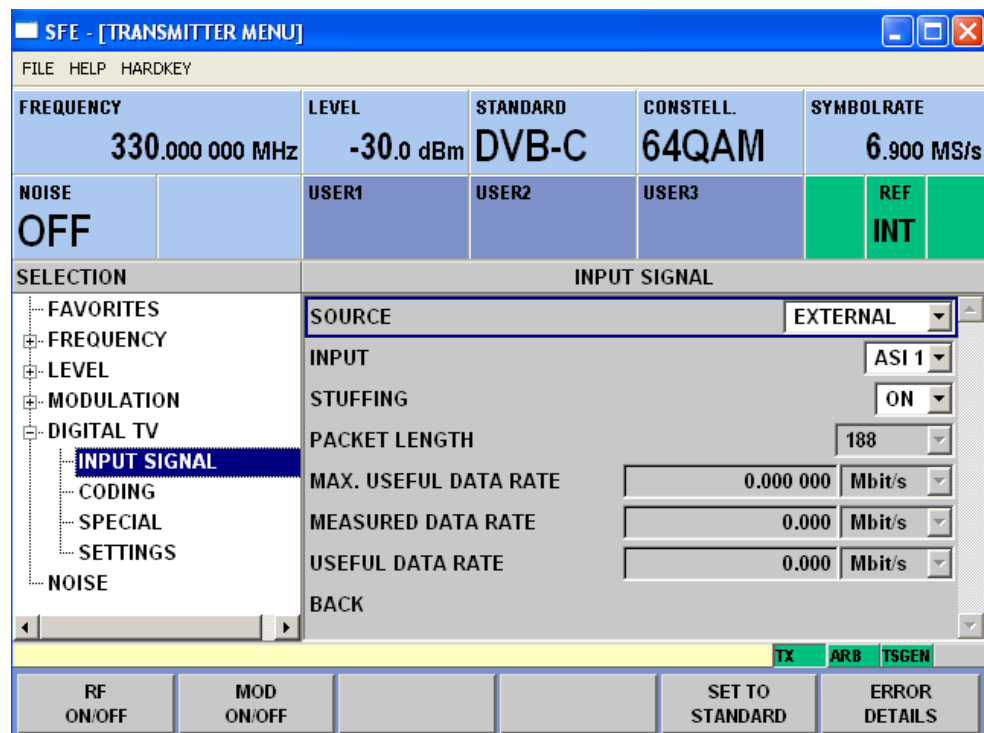 SFE - [TRANSMITTER MENU]
FILE HELP HARDKEY
FREQUENCY
330.000 000 MHz
LEVEL
-30.0 dBm
STANDARD
DVB-C
CONSTELL.
64QAM
SYMBOLRATE
6.900 MS/s
NOISE
OFF
USER1
USER2
USER3
REF
INT
SELECTION
FAVORITES
FREQUENCY
LEVEL
MODULATION
DIGITAL TV
INPUT SIGNAL
CODING
SPECIAL
SETTINGS
NOISE
INPUT SIGNAL
SOURCE EXTERNAL
INPUT ASI 1
STUFFING ON
PACKET LENGTH 188
MAX. USEFUL DATA RATE 0.000 000 Mbit/s
MEASURED DATA RATE 0.000 Mbit/s
USEFUL DATA RATE 0.000 Mbit/s
BACK
TX ARB TSGEN
RF
ON/OFF
MOD
ON/OFF
SET TO
STANDARD
ERROR
DETAILS